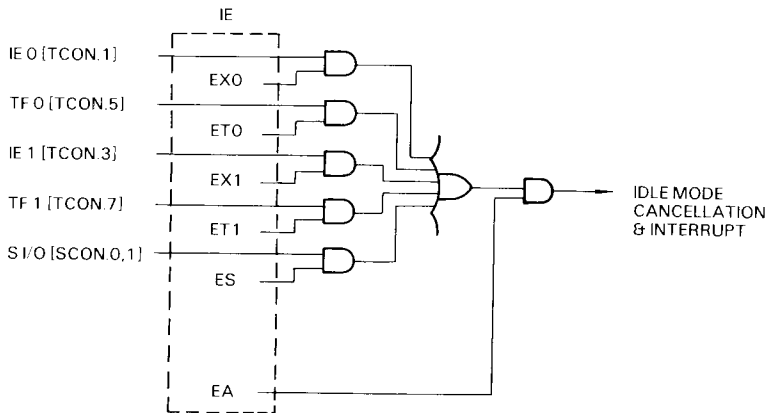 IE
IE 0 [TCON.1]
EX0
TF 0 [TCON.5]
ET0
IE 1 [TCON.3]
EX1
TF 1 [TCON.7]
ET1
S I/O [SCON.0,1]
ES
EA
IDLE MODE
CANCELLATION
& INTERRUPT